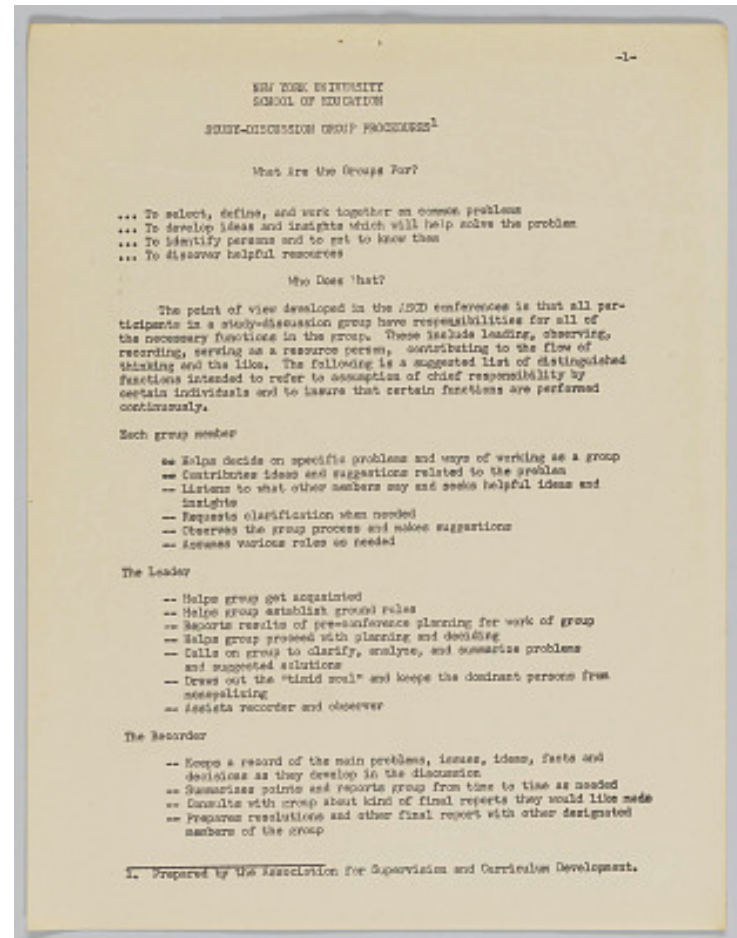 -1-
NEW YORK UNIVERSITY
SCHOOL OF EDUCATION
STUDY-DISCUSSION GROUP PROCEDURES1
What Are the Groups For?
... To select, define, and work together on common problems
... To develop ideas and insights which will help solve the problem
... To identify persons and to get to know them
... To discover helpful resources
Who Does What?
The point of view developed in the ASCD conferences is that all par-
ticipants in a study-discussion group have responsibilities for all of
the necessary functions in the group. These include leading, observing,
recording, serving as a resource person, contributing to the flow of
thinking and the like. The following is a suggested list of distinguished
functions intended to refer to assumption of chief responsibility by
certain individuals and to insure that certain functions are performed
continuously.
Each group member
-- Helps decide on specific problems and ways of working as a group
-- Contributes ideas and suggestions related to the problem
-- Listens to what other members say and seeks helpful ideas and
insights
-- Requests clarification when needed
-- Observes the group process and makes suggestions
-- Assumes various roles as needed
The Leader
-- Helps group get acquainted
-- Helps group establish ground rules
-- Reports results of pre-conference planning for work of group
-- Helps group proceed with planning and deciding
-- Calls on group to clarify, analyze, and summarize problems
and suggested solutions
-- Draws out the "timid soul" and keeps the dominant persons from
monopolizing
-- Assists recorder and observer
The Recorder
-- Keeps a record of the main problems, issues, ideas, facts and
decisions as they develop in the discussion
-- Summarizes points and reports group from time to time as needed
-- Consults with group about kind of final reports they would like made
-- Prepares resolutions and other final report with other designated
members of the group
1. Prepared by the Association for Supervision and Curriculum Development.